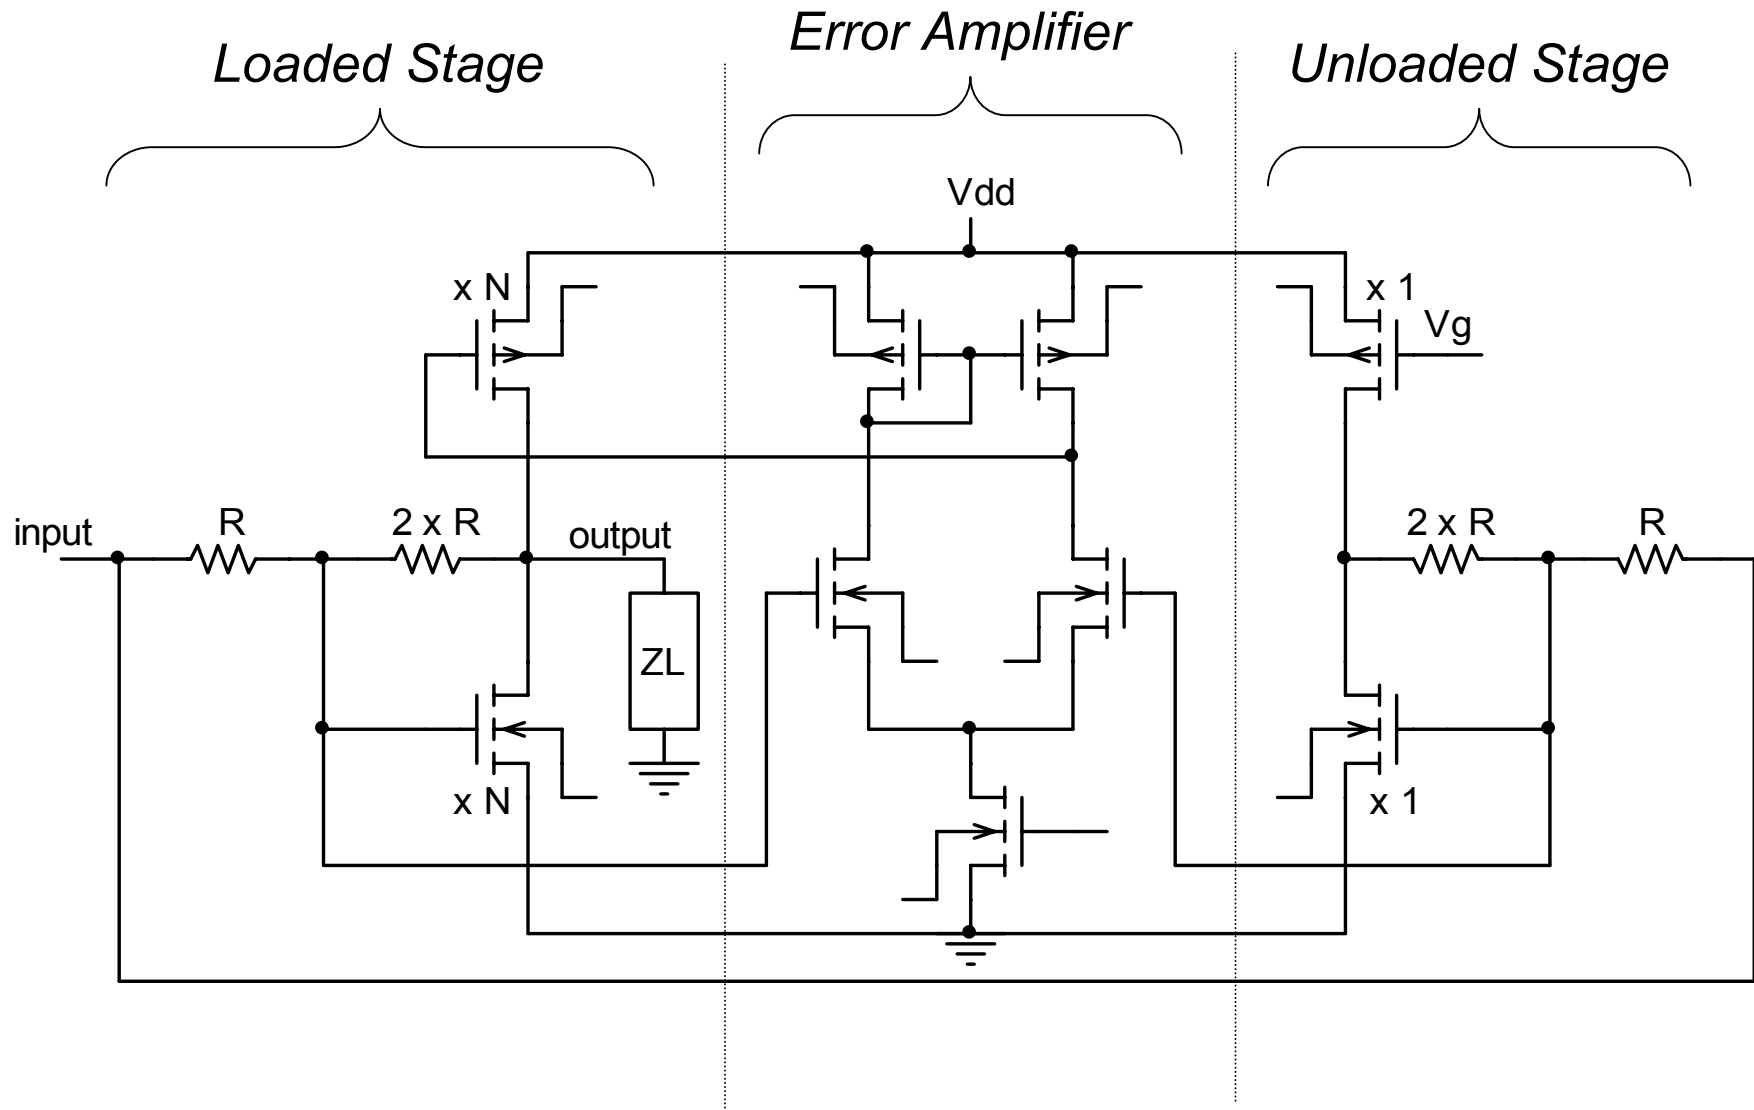 Loaded Stage
Error Amplifier
Unloaded Stage
Vdd
x N
x 1
Vg
input
R
2 x R
output
2 x R
R
ZL
x N
x 1